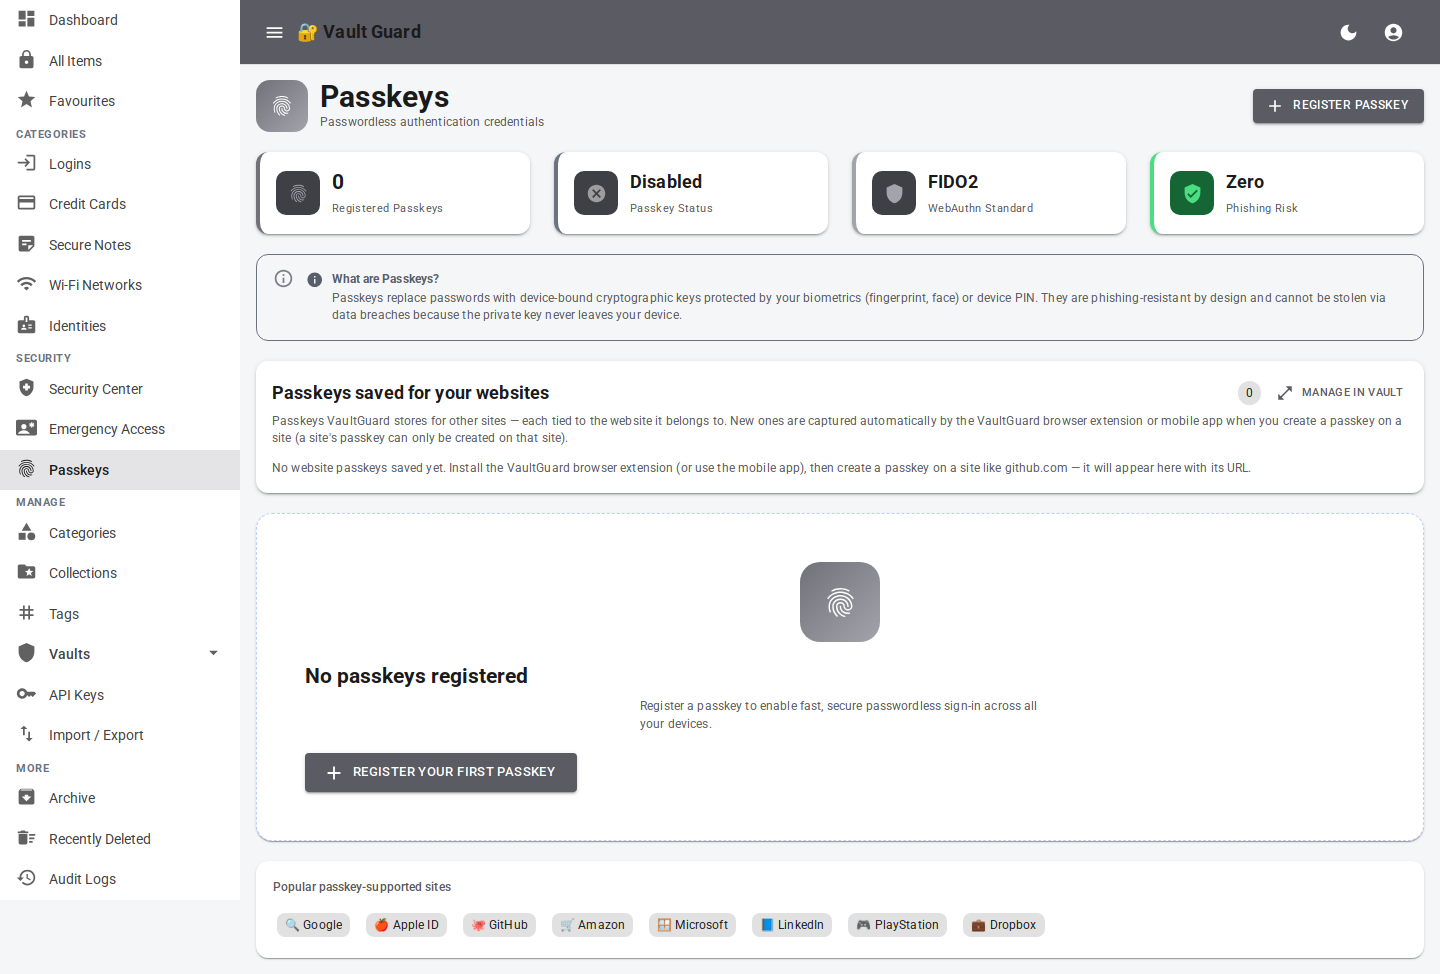 Dashboard
All Items
Favourites
CATEGORIES
Logins
Credit Cards
Secure Notes
Wi-Fi Networks
Identities
SECURITY
Security Center
Emergency Access
Passkeys
MANAGE
Categories
Collections
Tags
Vaults
API Keys
Import / Export
MORE
Archive
Recently Deleted
Audit Logs
🔐 Vault Guard
Passkeys
Passwordless authentication credentials
REGISTER PASSKEY
0
Registered Passkeys
Disabled
Passkey Status
FIDO2
WebAuthn Standard
Zero
Phishing Risk
What are Passkeys?
Passkeys replace passwords with device-bound cryptographic keys protected by your biometrics (fingerprint, face) or device PIN. They are phishing-resistant by design and cannot be stolen via
data breaches because the private key never leaves your device.
Passkeys saved for your websites
0
MANAGE IN VAULT
Passkeys VaultGuard stores for other sites — each tied to the website it belongs to. New ones are captured automatically by the VaultGuard browser extension or mobile app when you create a passkey on a
site (a site's passkey can only be created on that site).
No website passkeys saved yet. Install the VaultGuard browser extension (or use the mobile app), then create a passkey on a site like github.com — it will appear here with its URL.
No passkeys registered
Register a passkey to enable fast, secure passwordless sign-in across all
your devices.
REGISTER YOUR FIRST PASSKEY
Popular passkey-supported sites
🔍 Google
🍎 Apple ID
🐙 GitHub
🛒 Amazon
🪟 Microsoft
📘 LinkedIn
🎮 PlayStation
💼 Dropbox